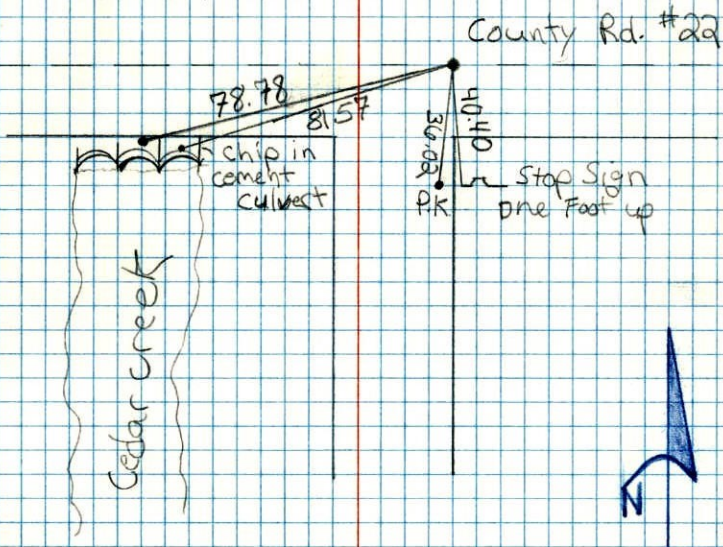 County Rd. #22
78.78
81.57
chip in
cement
culvert
36.02
40.40
P.K
Stop Sign
One Foot up
Cedar Creek
N